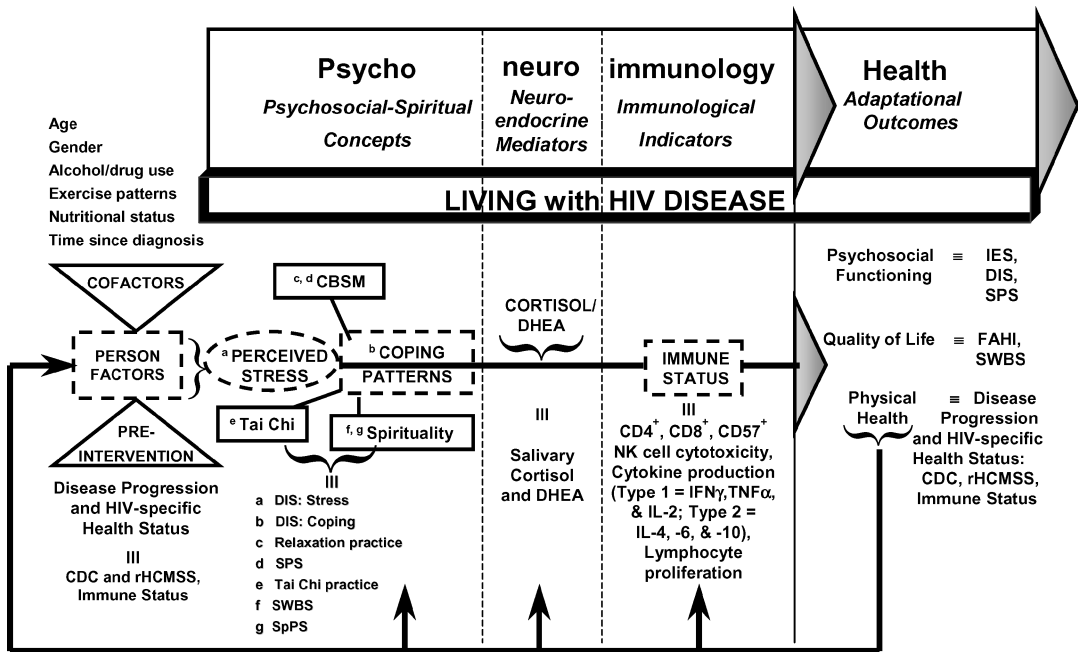 Psycho
Psychosocial-Spiritual
Concepts
neuro
Neuro-
endocrine
Mediators
immunology
Immunological
Indicators
Health
Adaptational
Outcomes
LIVING with HIV DISEASE
Age
Gender
Alcohol/drug use
Exercise patterns
Nutritional status
Time since diagnosis
COFACTORS
PERSON
FACTORS
PRE-
INTERVENTION
Disease Progression
and HIV-specific
Health Status
≡
CDC and rHCMSS,
Immune Status
c, d CBSM
a PERCEIVED
STRESS
b COPING
PATTERNS
e Tai Chi
f, g Spirituality
≡
a DIS: Stress
b DIS: Coping
c Relaxation practice
d SPS
e Tai Chi practice
f SWBS
g SpPS
CORTISOL/
DHEA
≡
Salivary
Cortisol
and DHEA
IMMUNE
STATUS
≡
CD4+, CD8+, CD57+
NK cell cytotoxicity,
Cytokine production
(Type 1 = IFNγ,TNFα,
& IL-2; Type 2 =
IL-4, -6, & -10),
Lymphocyte
proliferation
Psychosocial ≡ IES,
Functioning DIS,
SPS
Quality of Life ≡ FAHI,
SWBS
Physical ≡ Disease
Health Progression
and HIV-specific
Health Status:
CDC, rHCMSS,
Immune Status